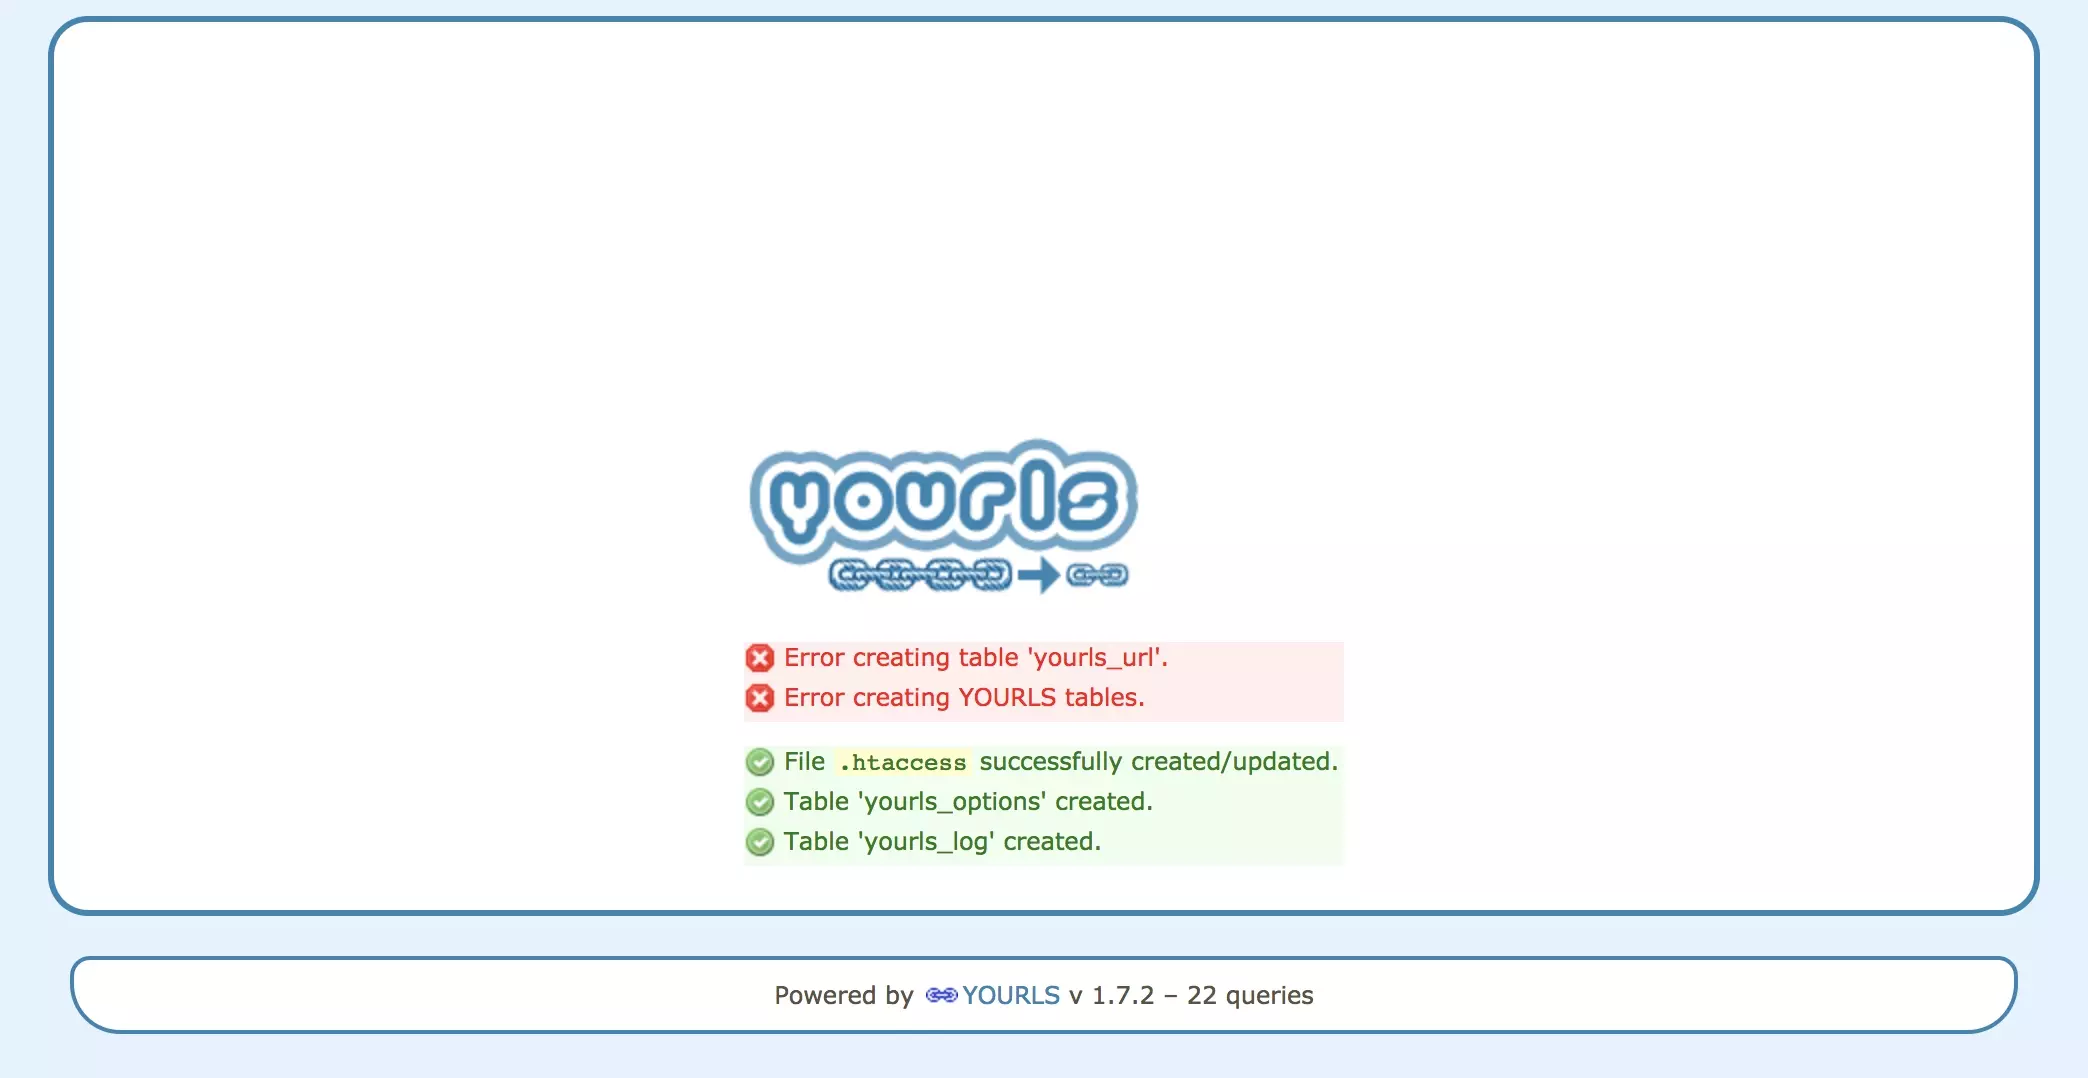 yourls
Error creating table 'yourls_url'.
Error creating YOURLS tables.
File .htaccess successfully created/updated.
Table 'yourls_options' created.
Table 'yourls_log' created.
Powered by YOURLS v 1.7.2 – 22 queries